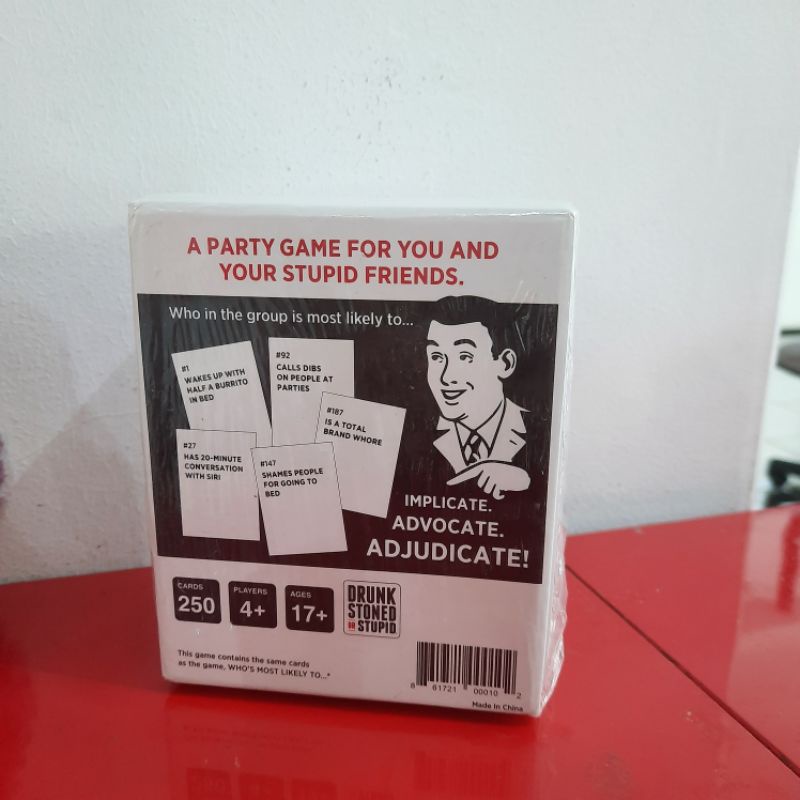 A PARTY GAME FOR YOU AND
YOUR STUPID FRIENDS.
Who in the group is most likely to...
#1
WAKES UP WITH
HALF A BURRITO
IN BED
#92
CALLS DIBS
ON PEOPLE AT
PARTIES
#187
IS A TOTAL
BRAND WHORE
#27
HAS 20-MINUTE
CONVERSATION
WITH SIRI
#147
SHAMES PEOPLE
FOR GOING TO
BED
IMPLICATE.
ADVOCATE.
ADJUDICATE!
CARDS
250
PLAYERS
4+
AGES
17+
DRUNK
STONED
OR STUPID
This game contains the same cards
as the game, WHO'S MOST LIKELY TO...*
8 61721 00010 2
Made In China